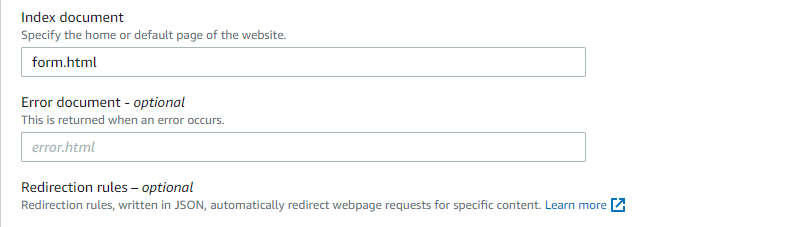 Index document
Specify the home or default page of the website.
form.html
Error document - optional
This is returned when an error occurs.
error.html
Redirection rules – optional
Redirection rules, written in JSON, automatically redirect webpage requests for specific content. Learn more